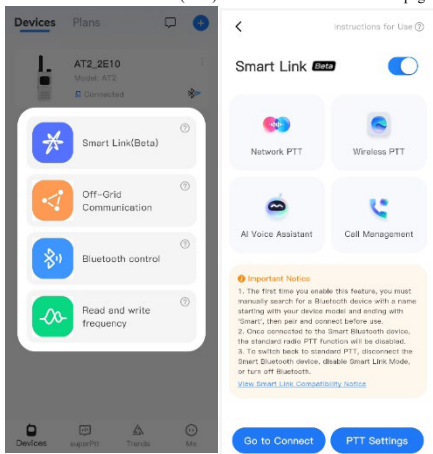 Devices Plans
AT2_2E10
Model: AT2
Connected
Smart Link(Beta)
Off-Grid
Communication
Bluetooth control
Read and write
frequency
Devices superPtt Trends Me
Instructions for Use
Smart Link Beta
Network PTT Wireless PTT
AI Voice Assistant Call Management
Important Notice
1. The first time you enable this feature, you must
manually search for a Bluetooth device with a name
starting with your device model and ending with
'Smart', then pair and connect before use.
2. Once connected to the Smart Bluetooth device,
the standard radio PTT function will be disabled.
3. To switch back to standard PTT, disconnect the
Smart Bluetooth device, disable Smart Link Mode,
or turn off Bluetooth.
View Smart Link Compatibility Notice
Go to Connect PTT Settings